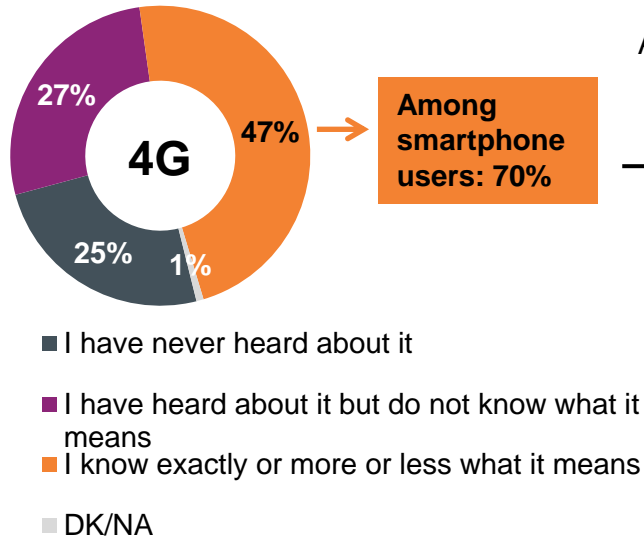 27%
47%
4G
25%
1%
Among
smartphone
users: 70%
I have never heard about it
I have heard about it but do not know what it
means
I know exactly or more or less what it means
DK/NA